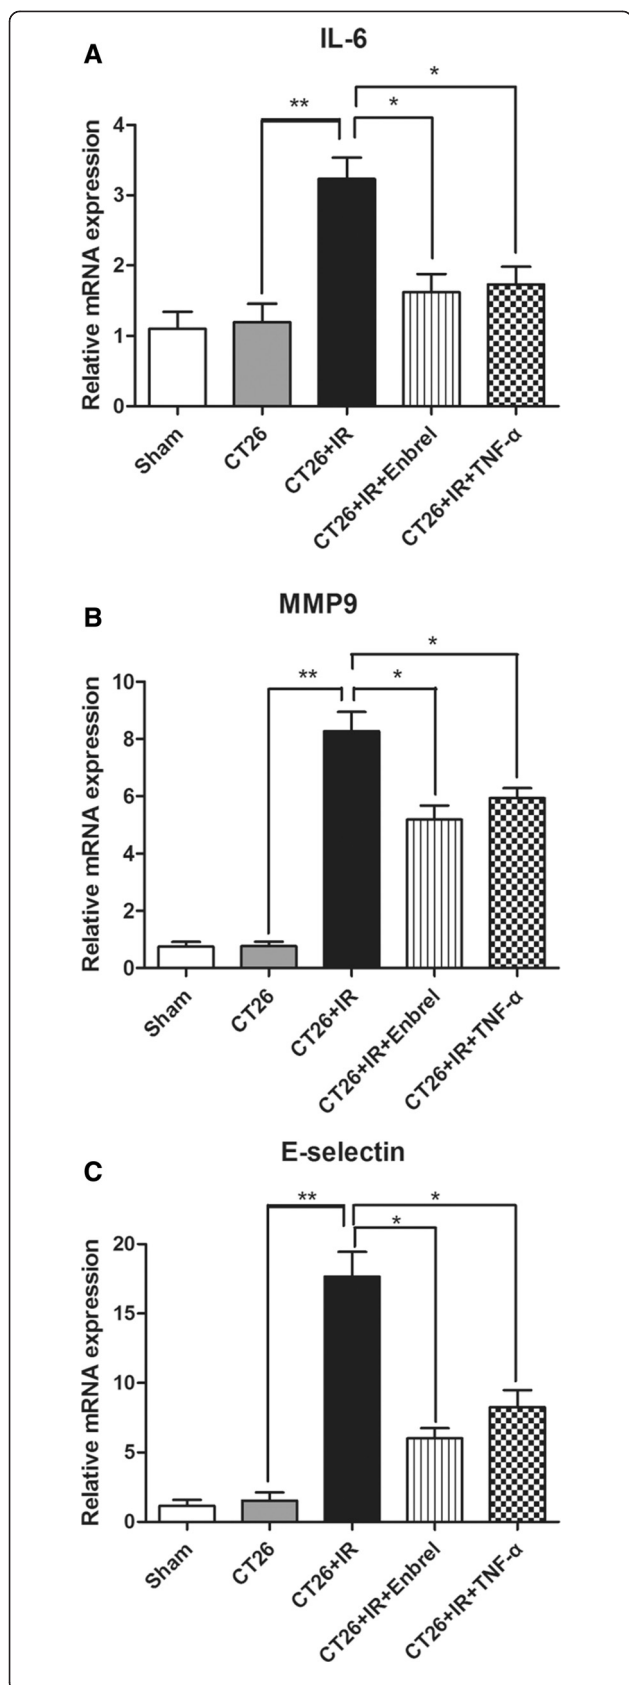 A
IL-6
*
**
*
Relative mRNA expression
4
3
2
1
0
Sham
CT26
CT26+IR
CT26+IR+Enbrel
CT26+IR+TNF-α
B
MMP9
*
**
*
Relative mRNA expression
10
8
6
4
2
0
Sham
CT26
CT26+IR
CT26+IR+Enbrel
CT26+IR+TNF-α
C
E-selectin
**
*
*
Relative mRNA expression
20
15
10
5
0
Sham
CT26
CT26+IR
CT26+IR+Enbrel
CT26+IR+TNF-α